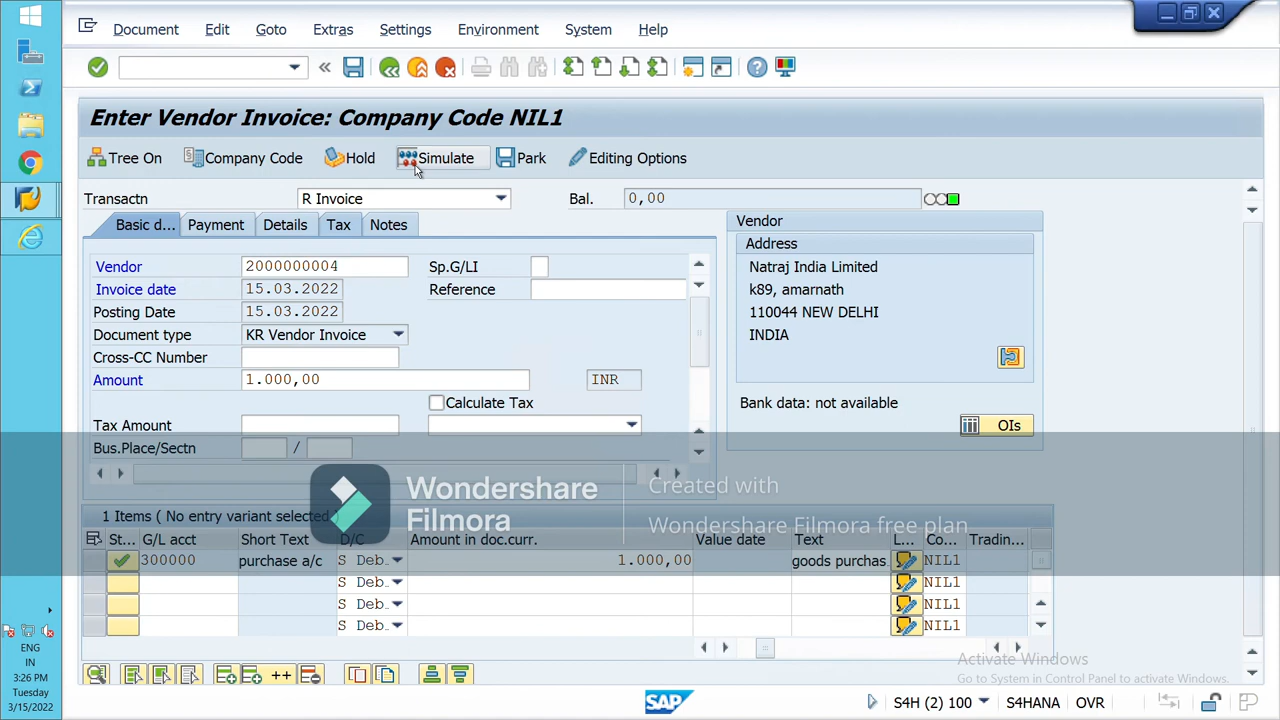 Document Edit Goto Extras Settings Environment System Help
Enter Vendor Invoice: Company Code NIL1
Tree On Company Code Hold Simulate Park Editing Options
Transactn R Invoice Bal. 0,00
Basic d... Payment Details Tax Notes
Vendor 2000000004 Sp.G/LI
Invoice date 15.03.2022 Reference
Posting Date 15.03.2022
Document type KR Vendor Invoice
Cross-CC Number
Amount 1.000,00 INR
Calculate Tax
Tax Amount
Bus.Place/Sectn /
Vendor
Address
Natraj India Limited
k89, amarnath
110044 NEW DELHI
INDIA
Bank data: not available
OIs
Wondershare
Filmora
Created with
Wondershare Filmora free plan
1 Items ( No entry variant selected )
St... G/L acct Short Text D/C Amount in doc.curr. Value date Text L... Co... Tradin...
300000 purchase a/c S Deb... 1.000,00 goods purchas NIL1
S Deb... NIL1
S Deb... NIL1
S Deb... NIL1
Activate Windows
Go to System in Control Panel to activate Windows.
SAP S4H (2) 100 S4HANA OVR
ENG
IN
3:26 PM
Tuesday
3/15/2022